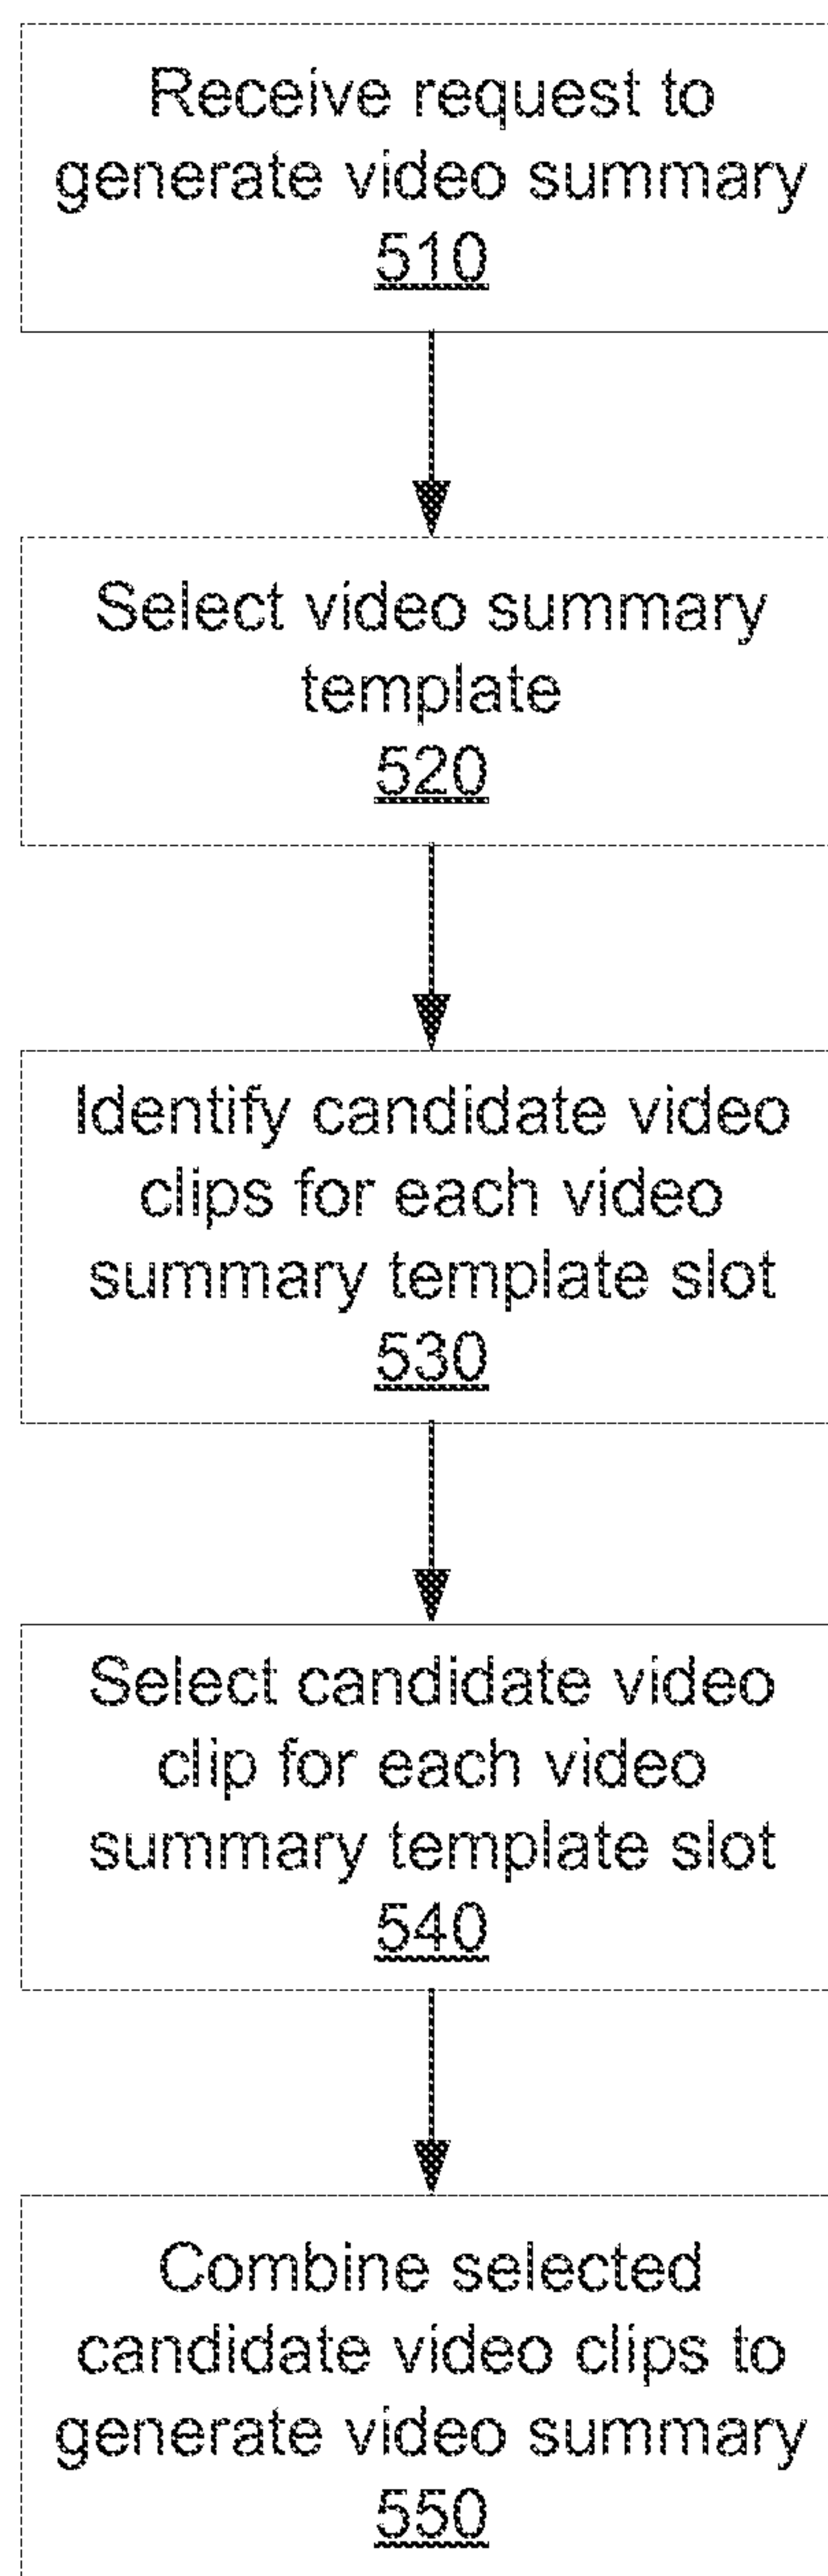 Receive request to
generate video summary
510
Select video summary
template
520
Identify candidate video
clips for each video
summary template slot
530
Select candidate video
clip for each video
summary template slot
540
Combine selected
candidate video clips to
generate video summary
550